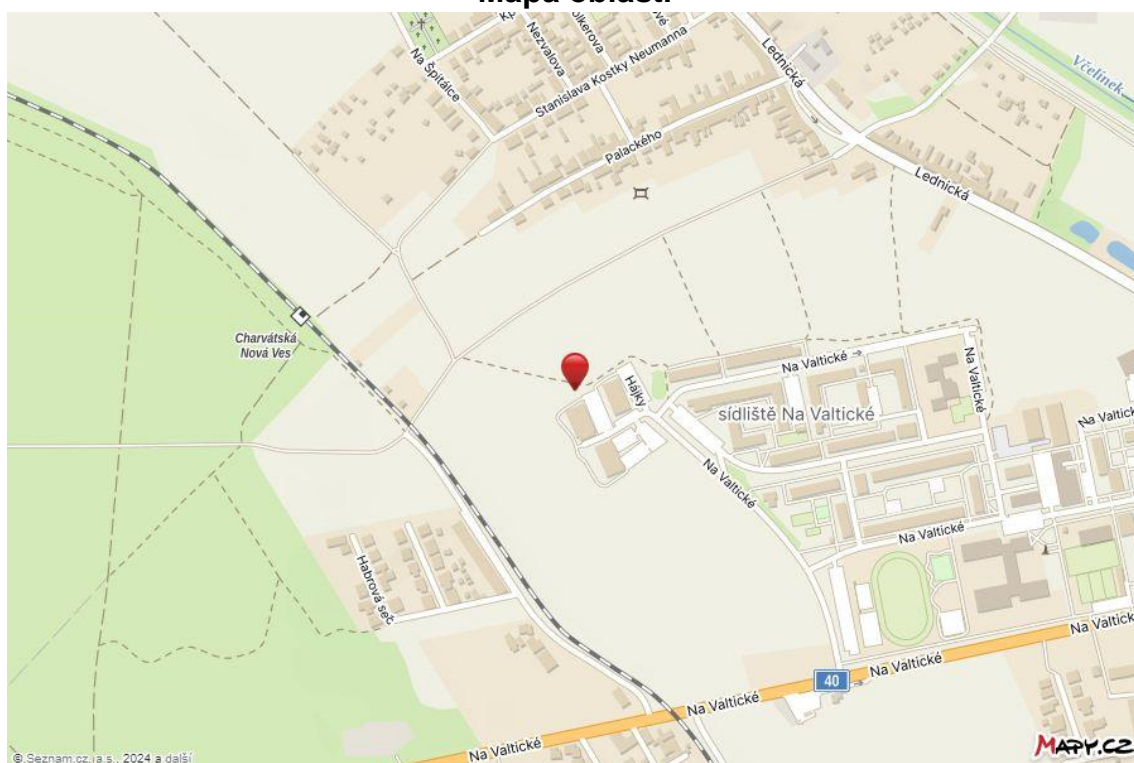 Mapa oblasti
Na Špitálce
Nezvalova
Stanislava Kostky Neumanna
Lednická
Včelínek
Palackého
Lednická
Charvátská
Nová Ves
Hájky
Na Valtické
Na Valtické
sídliště Na Valtické
Na Valtické
Na Valtické
Habrová seč
Na Valtické
40
Na Valtické
Na Valtické
Na Valtické
© Seznam.cz, a.s., 2024 a další
MAPY.CZ